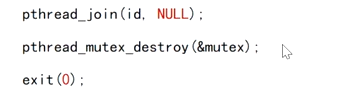 pthread_join(id, NULL);
pthread_mutex_destroy(&mutex);
exit(0);